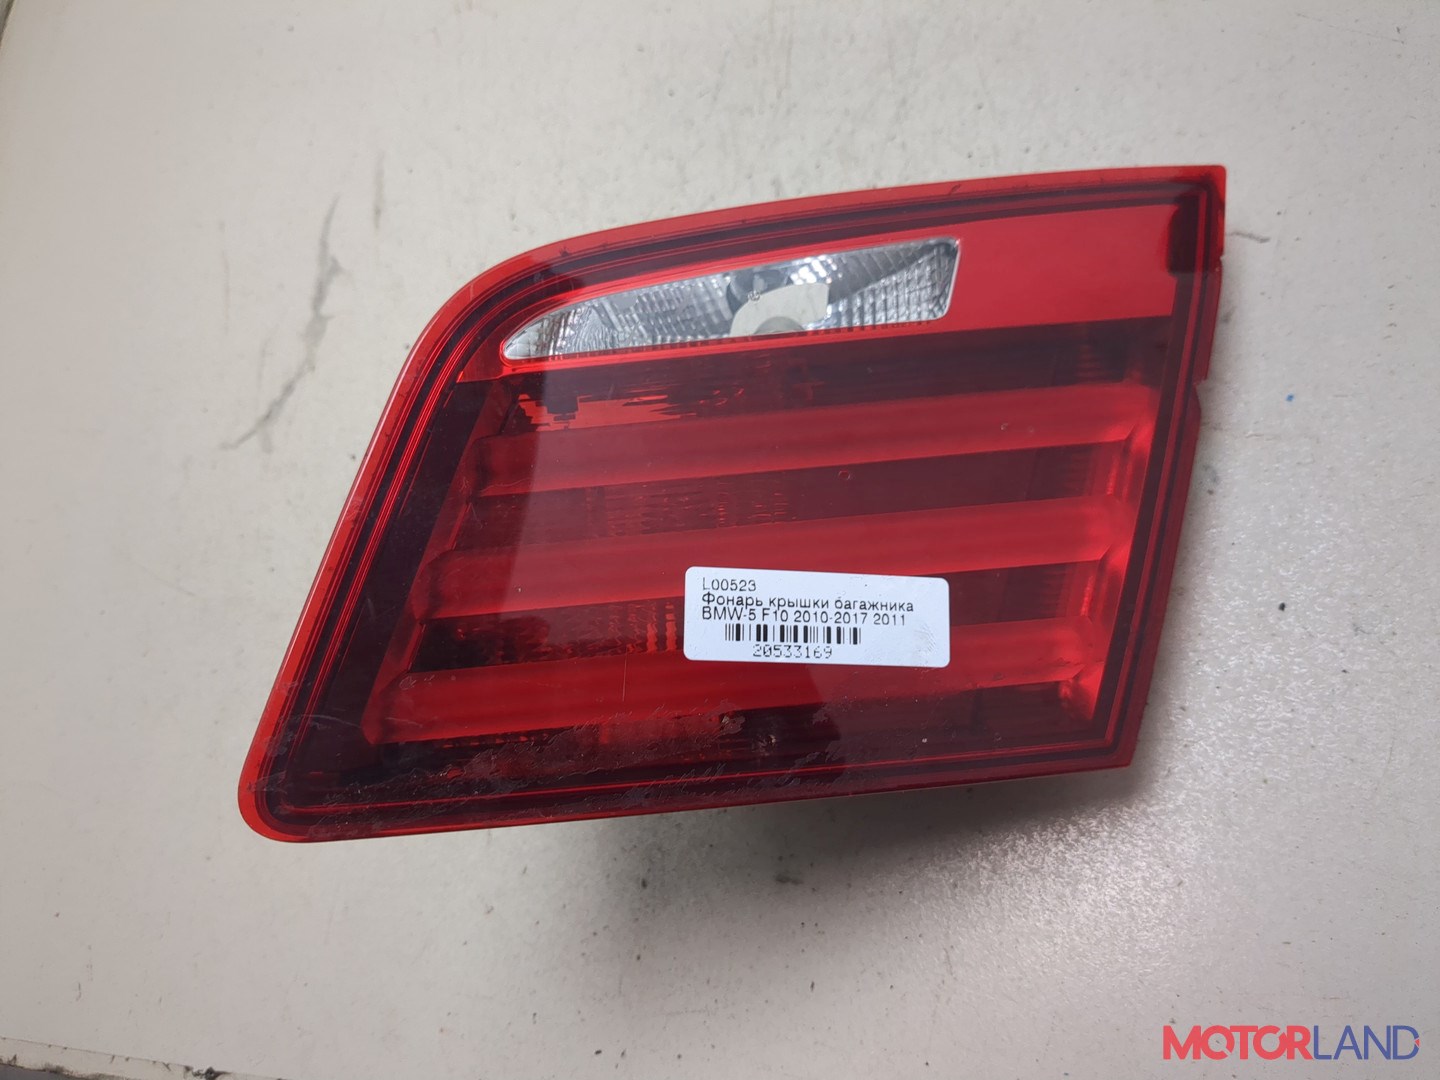 L00523
Фонарь крышки багажника
BMW-5 F10 2010-2017 2011
20533169
MOTORLAND